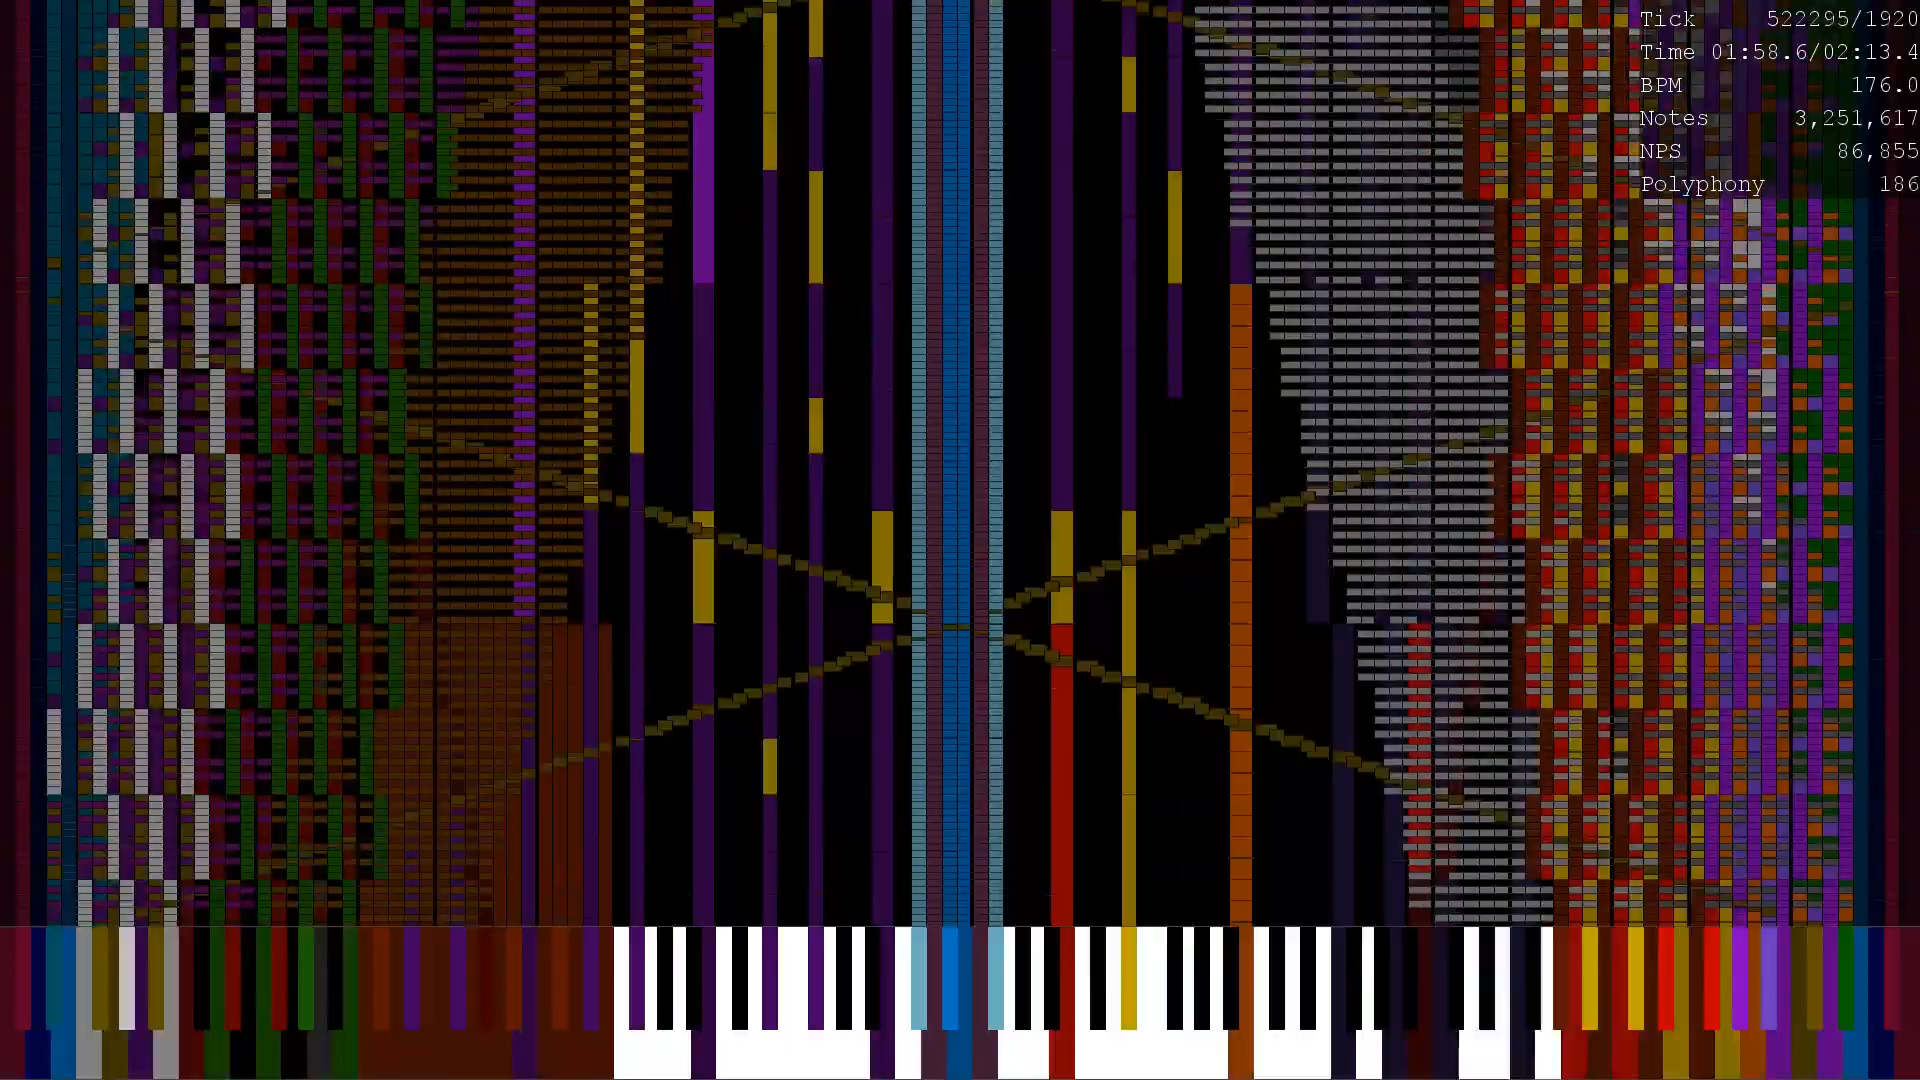 Tick 522295/1920
Time 01:58.6/02:13.4
BPM 176.0
Notes 3,251,617
NPS 86,855
Polyphony 186